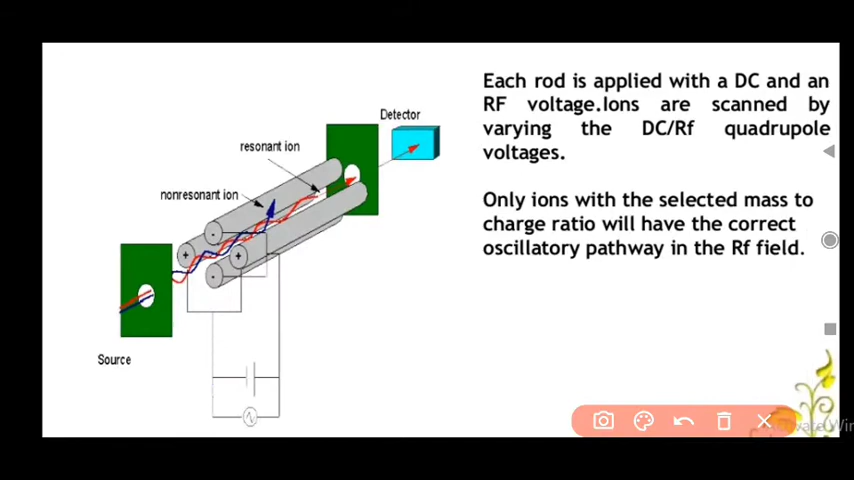 Each rod is applied with a DC and an
RF voltage.Ions are scanned by
varying the DC/Rf quadrupole
voltages.
Only ions with the selected mass to
charge ratio will have the correct
oscillatory pathway in the Rf field.
Detector
resonant ion
nonresonant ion
-
+
+
-
Source